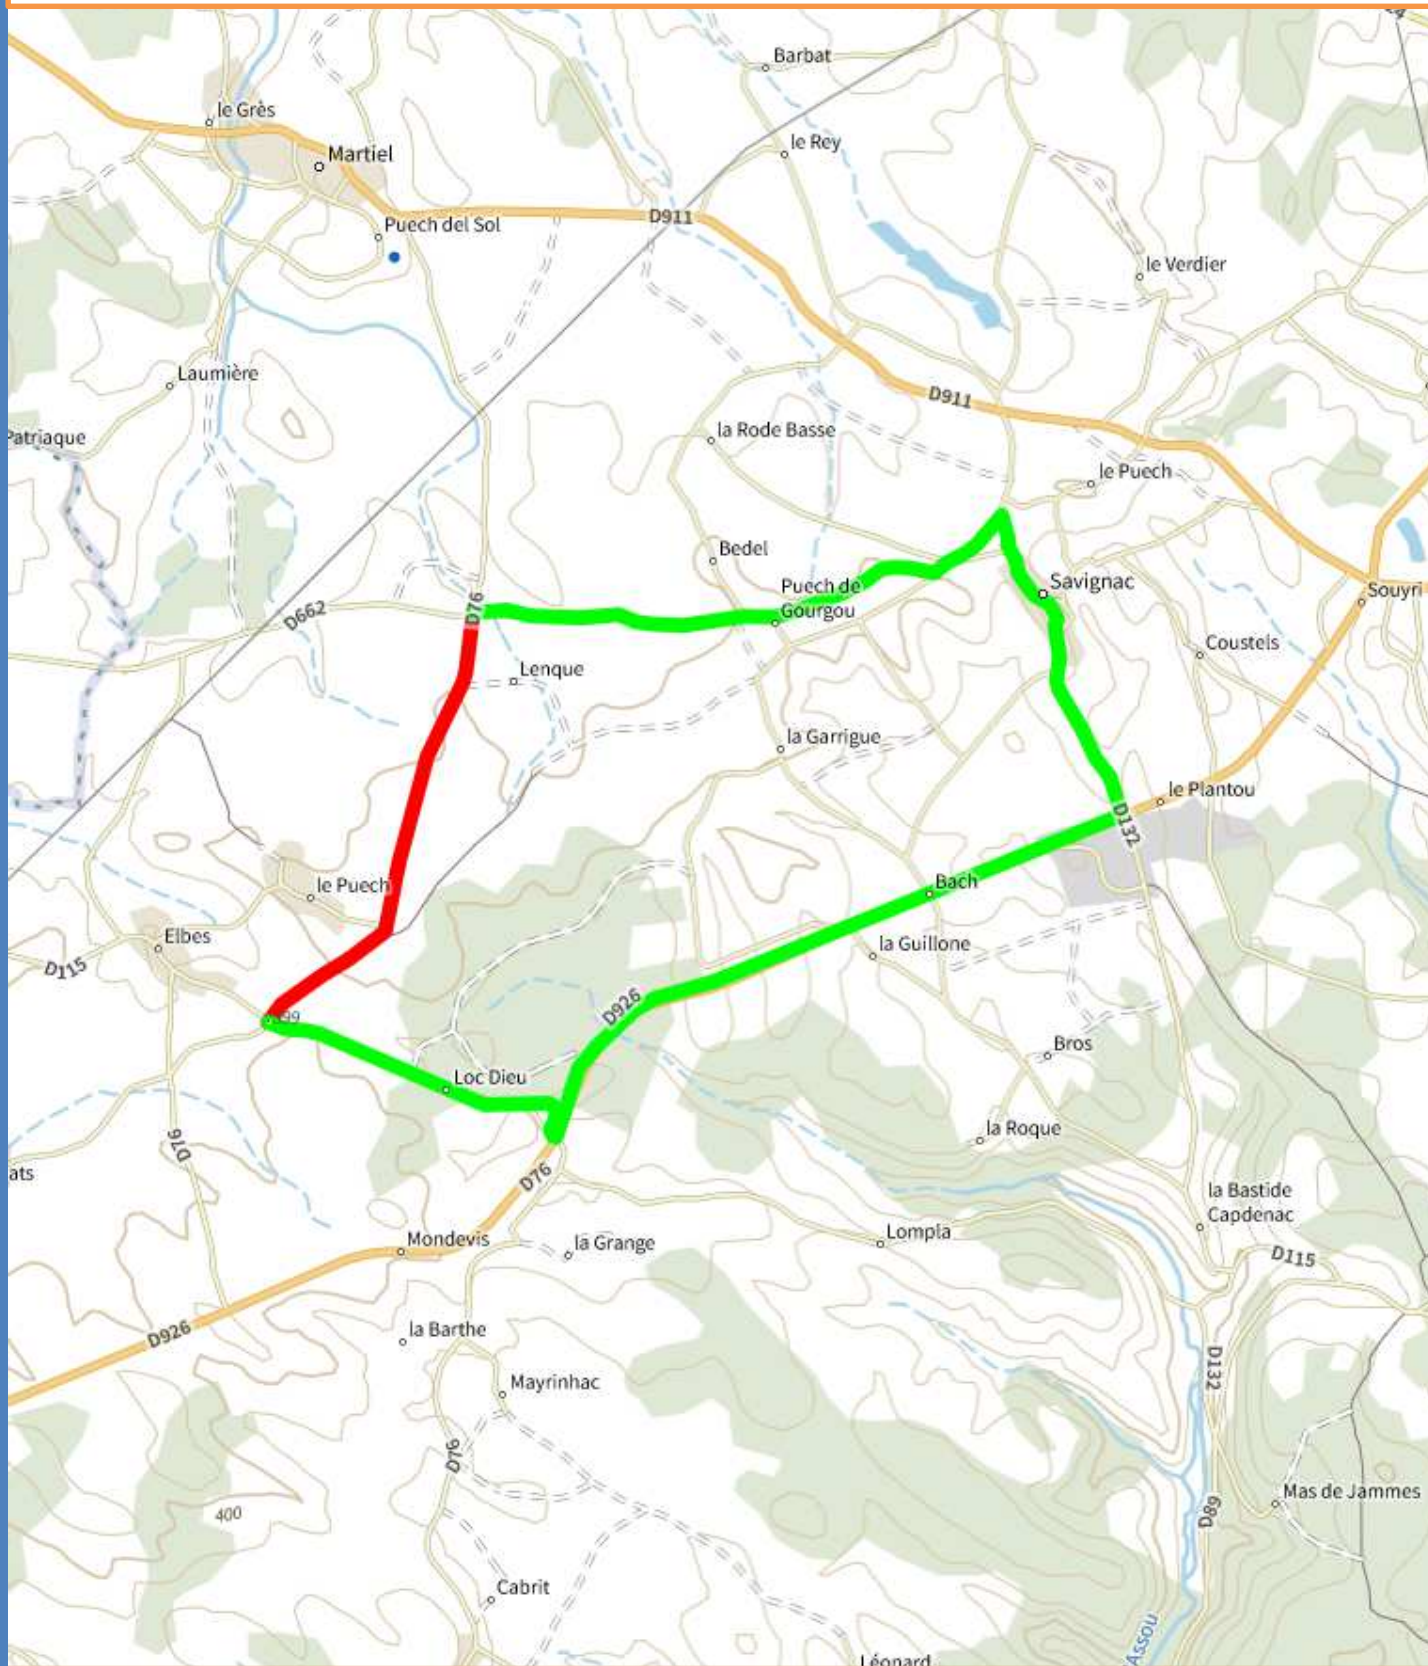 Barbat
le Grès
le Rey
Martiel
D911
Puech del Sol
le Verdier
Laumière
D911
la Rode Basse
Patriaque
le Puech
Bedel
Puech de
Gourgou
Savignac
Souyri
D662
D76
Coustels
Lenque
la Garrigue
le Plantou
D132
le Puech
Bach
Elbes
la Guillone
D115
D926
Bros
Loc Dieu
la Roque
D76
ats
D76
la Bastide
Capdenac
Lompla
Mondevis
la Grange
D115
la Barthe
D926
D132
Mayrinhac
D76
Mas de Jammes
400
D89
Cabrit
Assou
Léonard